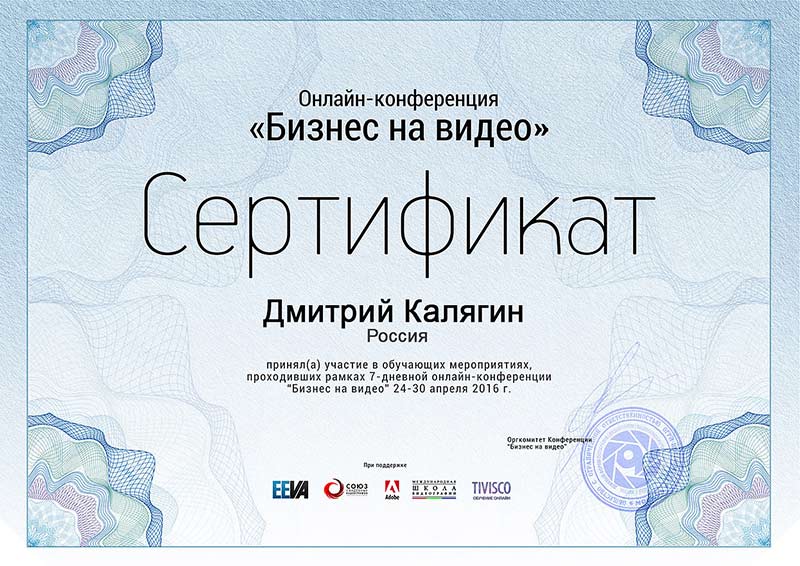 Онлайн-конференция
«Бизнес на видео»
Сертификат
Дмитрий Калягин
Россия
принял(а) участие в обучающих мероприятиях,
проходивших рамках 7-дневной онлайн-конференции
"Бизнес на видео" 24-30 апреля 2016 г.
Оргкомитет Конференции
"Бизнес на видео"
При поддержке
EEVA
СОЮЗ
Adobe
МЕЖДУНАРОДНАЯ
ШКОЛА
ВИДЕОГРАФИИ
TIVISCO
ОБУЧЕНИЕ ОНЛАЙН